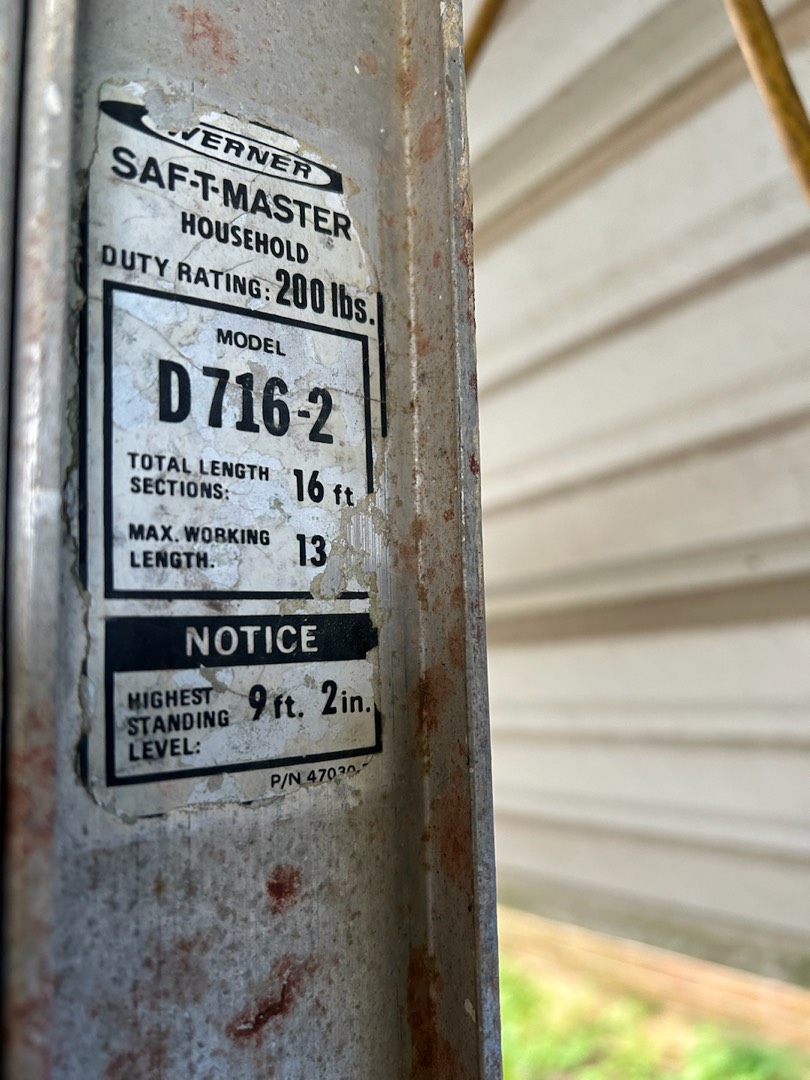 WERNER
SAF-T-MASTER
HOUSEHOLD
DUTY RATING: 200 lbs.
MODEL
D716-2
TOTAL LENGTH
SECTIONS: 16 ft
MAX. WORKING
LENGTH. 13
NOTICE
HIGHEST
STANDING
LEVEL: 9 ft. 2 in.
P/N